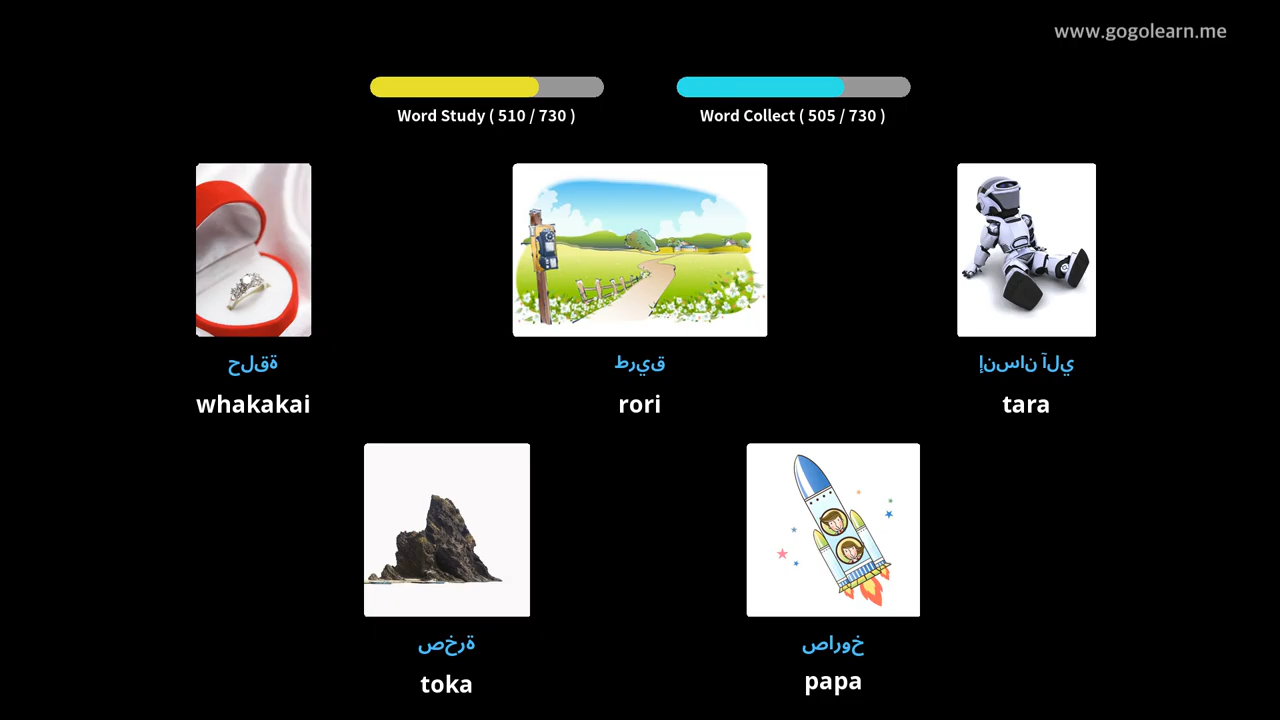 www.gogolearn.me
Word Study ( 510 / 730 )
Word Collect ( 505 / 730 )
حلقة
whakakai
طريق
rori
إنسان آلي
tara
صخرة
toka
صاروخ
papa